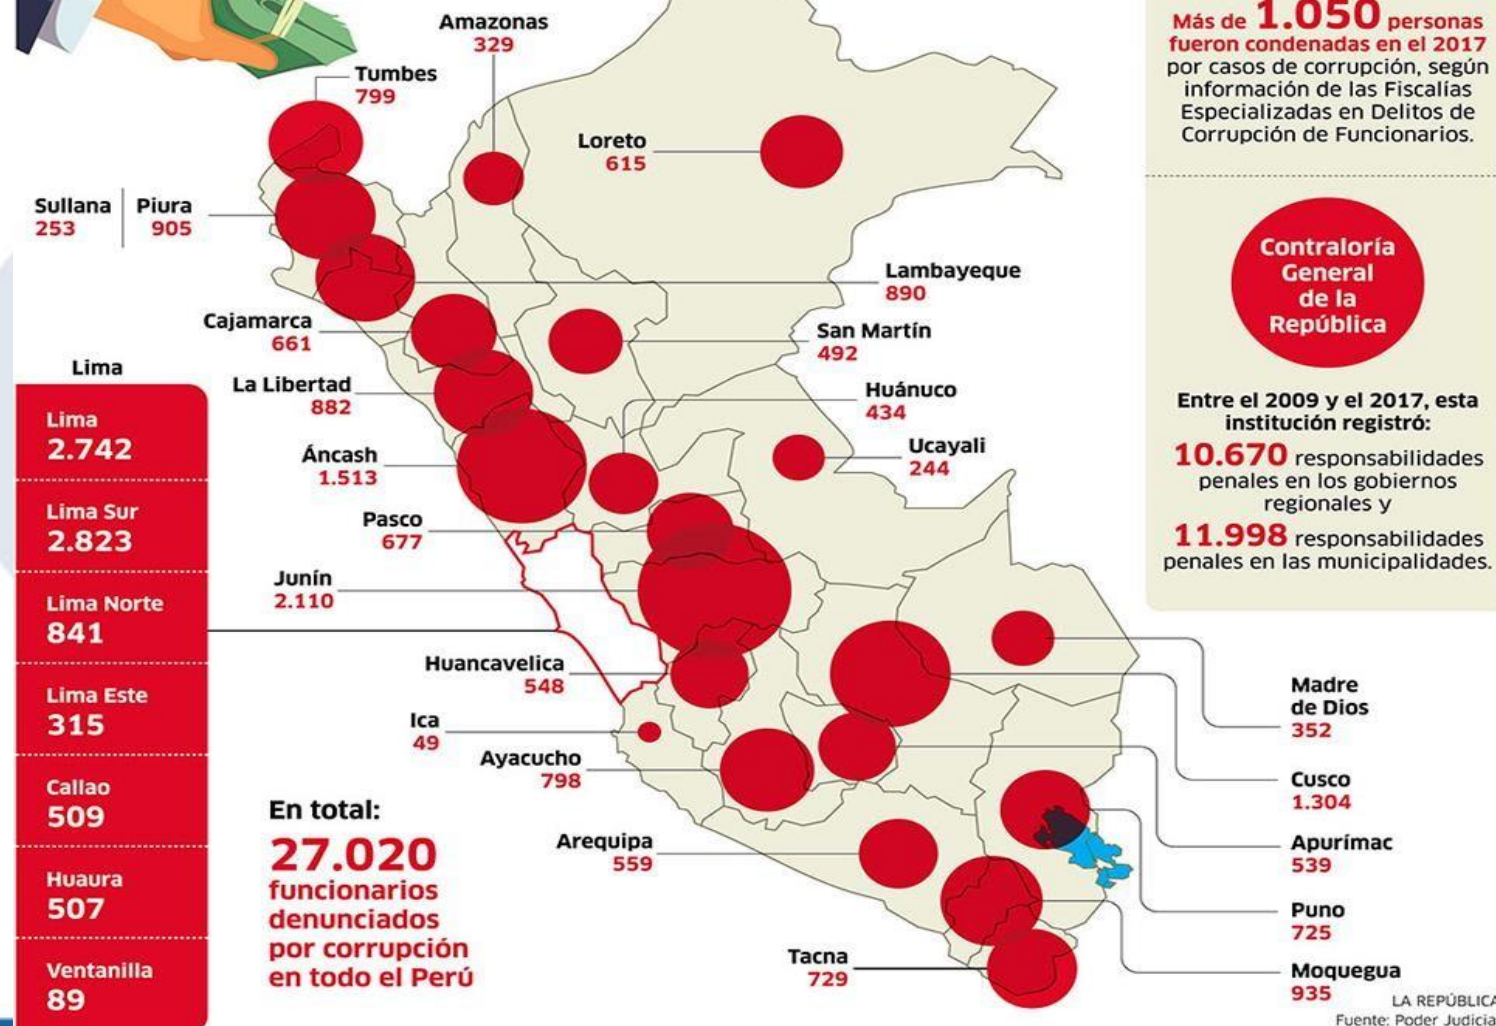 Amazonas
329
Tumbes
799
Loreto
615
Sullana
253
Piura
905
Lambayeque
890
Cajamarca
661
San Martín
492
La Libertad
882
Huánuco
434
Áncash
1.513
Ucayali
244
Pasco
677
Junín
2.110
Huancavelica
548
Ica
49
Ayacucho
798
Arequipa
559
Tacna
729
Madre
de Dios
352
Cusco
1.304
Apurímac
539
Puno
725
Moquegua
935
Lima
Lima
2.742
Lima Sur
2.823
Lima Norte
841
Lima Este
315
Callao
509
Huaura
507
Ventanilla
89
En total:
27.020
funcionarios
denunciados
por corrupción
en todo el Perú
Más de 1.050 personas
fueron condenadas en el 2017
por casos de corrupción, según
información de las Fiscalías
Especializadas en Delitos de
Corrupción de Funcionarios.
Contraloría
General
de la
República
Entre el 2009 y el 2017, esta
institución registró:
10.670 responsabilidades
penales en los gobiernos
regionales y
11.998 responsabilidades
penales en las municipalidades.
LA REPÚBLICA
Fuente: Poder Judicial